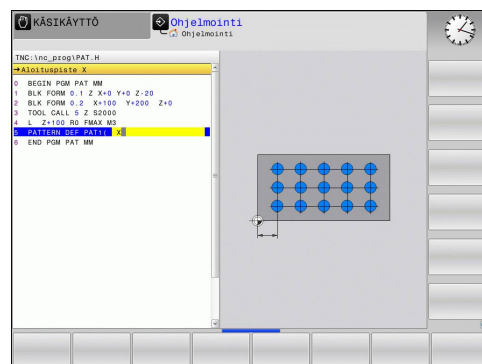 KÄSIKÄYTTÖ
Ohjelmointi
Ohjelmointi
TNC:\nc_prog\PAT.H
→Aloituspiste X
0 BEGIN PGM PAT MM
1 BLK FORM 0.1 Z X+0 Y+0 Z-20
2 BLK FORM 0.2 X+100 Y+200 Z+0
3 TOOL CALL 5 Z S2000
4 L Z+100 R0 FMAX M3
5 PATTERN DEF PAT1( X
6 END PGM PAT MM